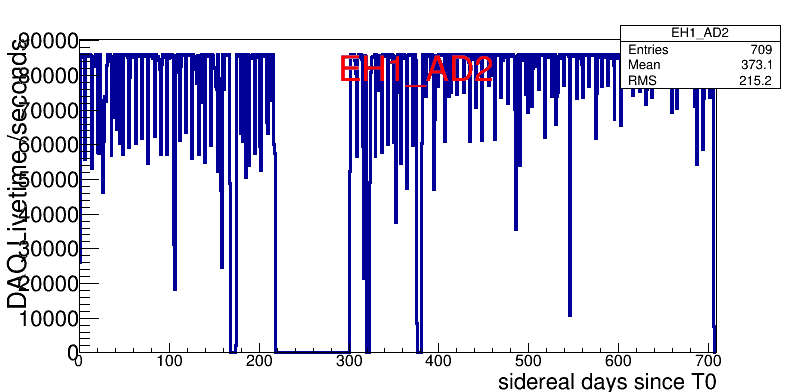 EH1_AD2
Entries 709
Mean 373.1
RMS 215.2
EH1_AD2
DAQ Livetime /seconds
90000
80000
70000
60000
50000
40000
30000
20000
10000
0
0 100 200 300 400 500 600 700
sidereal days since T0